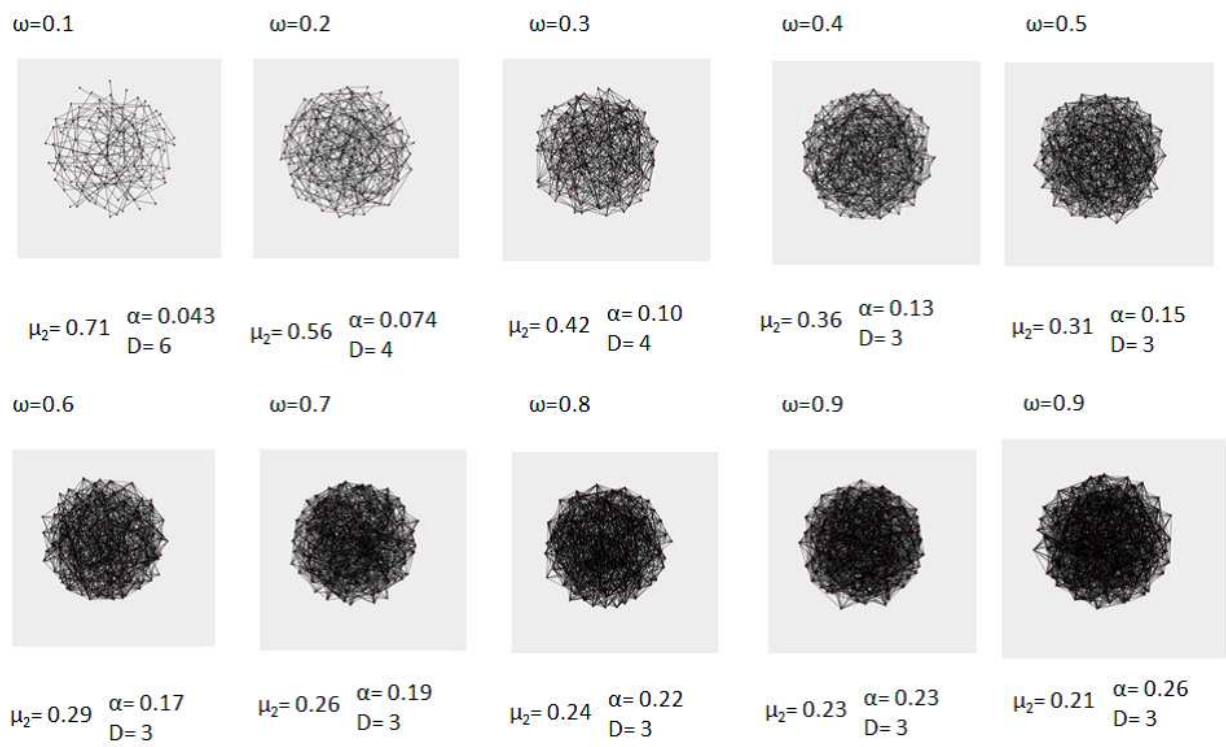 ω=0.1 ω=0.2 ω=0.3 ω=0.4 ω=0.5
μ₂= 0.71 α= 0.043 D= 6
μ₂= 0.56 α= 0.074 D= 4
μ₂= 0.42 α= 0.10 D= 4
μ₂= 0.36 α= 0.13 D= 3
μ₂= 0.31 α= 0.15 D= 3
ω=0.6 ω=0.7 ω=0.8 ω=0.9 ω=0.9
μ₂= 0.29 α= 0.17 D= 3
μ₂= 0.26 α= 0.19 D= 3
μ₂= 0.24 α= 0.22 D= 3
μ₂= 0.23 α= 0.23 D= 3
μ₂= 0.21 α= 0.26 D= 3